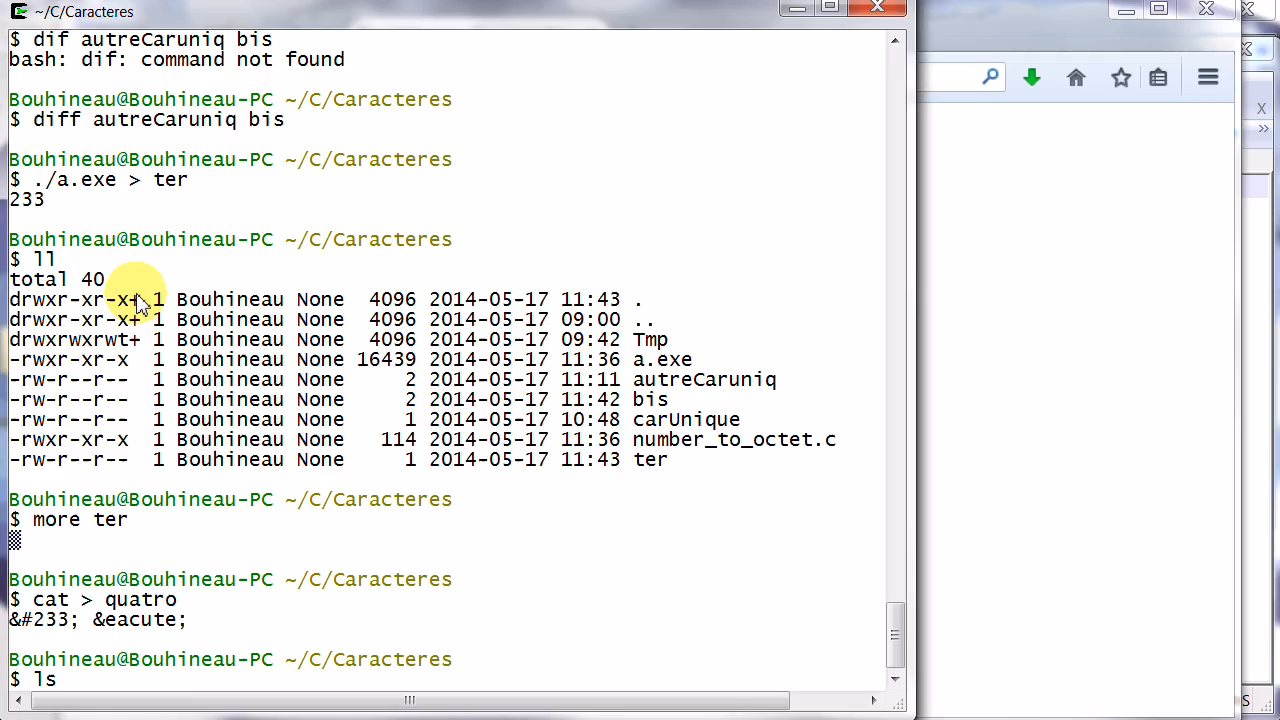 ~/C/Caracteres
$ dif autreCaruniq bis
bash: dif: command not found
Bouhineau@Bouhineau-PC ~/C/Caracteres
$ diff autreCaruniq bis
Bouhineau@Bouhineau-PC ~/C/Caracteres
$ ./a.exe > ter
233
Bouhineau@Bouhineau-PC ~/C/Caracteres
$ ll
total 40
drwxr-xr-x+ 1 Bouhineau None 4096 2014-05-17 11:43 .
drwxr-xr-x+ 1 Bouhineau None 4096 2014-05-17 09:00 ..
drwxrwxrwt+ 1 Bouhineau None 4096 2014-05-17 09:42 Tmp
-rwxr-xr-x 1 Bouhineau None 16439 2014-05-17 11:36 a.exe
-rw-r--r-- 1 Bouhineau None 2 2014-05-17 11:11 autreCaruniq
-rw-r--r-- 1 Bouhineau None 2 2014-05-17 11:42 bis
-rw-r--r-- 1 Bouhineau None 1 2014-05-17 10:48 carUnique
-rwxr-xr-x 1 Bouhineau None 114 2014-05-17 11:36 number_to_octet.c
-rw-r--r-- 1 Bouhineau None 1 2014-05-17 11:43 ter
Bouhineau@Bouhineau-PC ~/C/Caracteres
$ more ter
▒
Bouhineau@Bouhineau-PC ~/C/Caracteres
$ cat > quatro
&#233; &eacute;
Bouhineau@Bouhineau-PC ~/C/Caracteres
$ ls